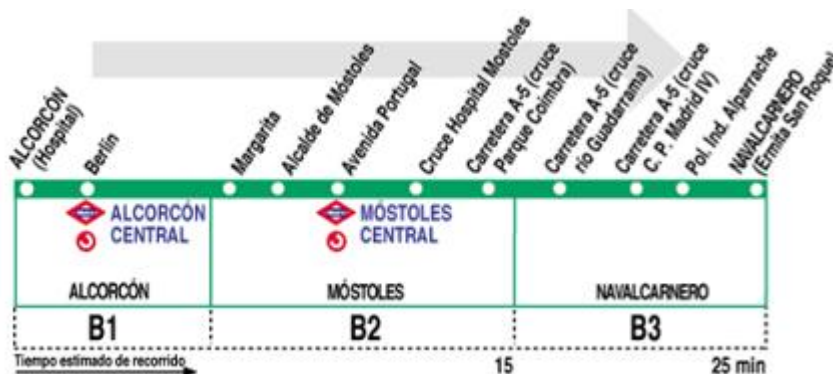 ALCORCÓN
(Hospital)
Berlin
Margarita
Alcalde de Móstoles
Avenida Portugal
Cruce Hospital Mostoles
Carretera A-5 (cruce
Parque Coimbra)
Carretera A-5 (cruce
río Guadarrama)
Carretera A-5 (cruce
C. P. Madrid IV)
Pol. Ind. Alparrache
NAVALCARNERO
(Ermita San Roque)
ALCORCÓN
CENTRAL
MÓSTOLES
CENTRAL
ALCORCÓN
MÓSTOLES
NAVALCARNERO
B1
B2
B3
Tiempo estimado de recorrido
15
25 min